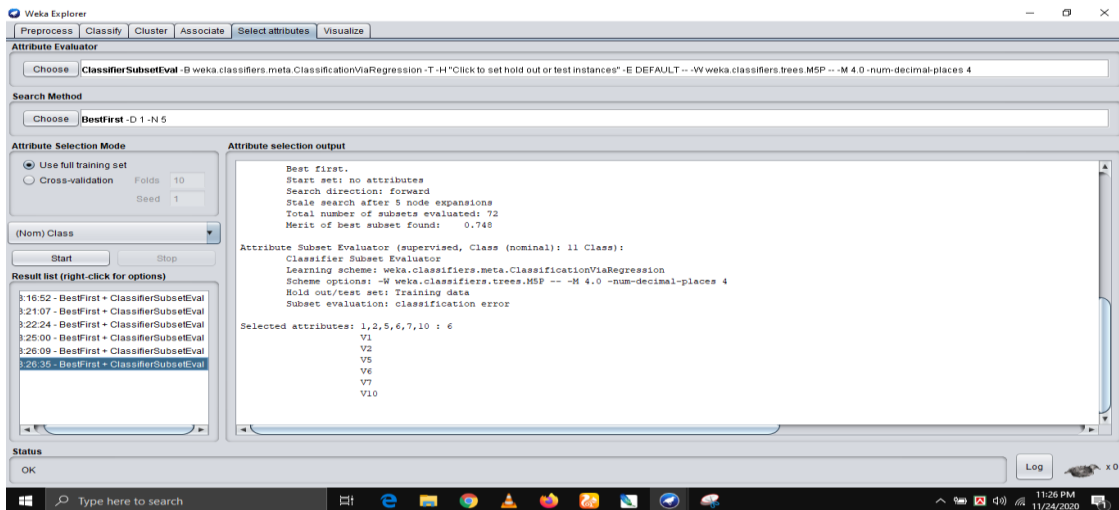 Weka Explorer
Preprocess Classify Cluster Associate Select attributes Visualize
Attribute Evaluator
Choose ClassifierSubsetEval -B weka.classifiers.meta.ClassificationViaRegression -T -H "Click to set hold out or test instances" -E DEFAULT -- -W weka.classifiers.trees.M5P -- -M 4.0 -num-decimal-places 4
Search Method
Choose BestFirst -D 1 -N 5
Attribute Selection Mode
Use full training set
Cross-validation Folds 10
Seed 1
(Nom) Class
Start Stop
Result list (right-click for options)
3:16:52 - BestFirst + ClassifierSubsetEval
3:21:07 - BestFirst + ClassifierSubsetEval
3:22:24 - BestFirst + ClassifierSubsetEval
3:25:00 - BestFirst + ClassifierSubsetEval
3:26:09 - BestFirst + ClassifierSubsetEval
3:26:35 - BestFirst + ClassifierSubsetEval
Attribute selection output
Best first.
Start set: no attributes
Search direction: forward
Stale search after 5 node expansions
Total number of subsets evaluated: 72
Merit of best subset found: 0.748
Attribute Subset Evaluator (supervised, Class (nominal): 11 Class):
Classifier Subset Evaluator
Learning scheme: weka.classifiers.meta.ClassificationViaRegression
Scheme options: -W weka.classifiers.trees.M5P -- -M 4.0 -num-decimal-places 4
Hold out/test set: Training data
Subset evaluation: classification error
Selected attributes: 1,2,5,6,7,10 : 6
V1
V2
V5
V6
V7
V10
Status
OK
Log x 0
Type here to search
11:26 PM
11/24/2020